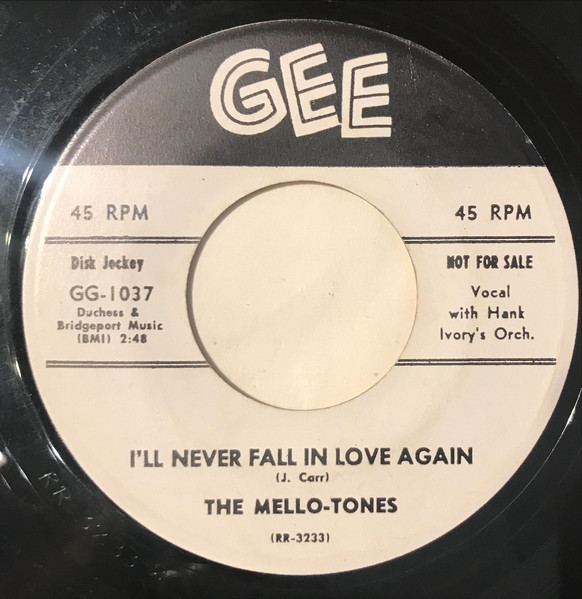 GEE
45 RPM
45 RPM
Disk Jockey
GG-1037
Duchess &
Bridgeport Music
(BMI) 2:48
NOT FOR SALE
Vocal
with Hank
Ivory's Orch.
I'LL NEVER FALL IN LOVE AGAIN
(J. Carr)
THE MELLO-TONES
(RR-3233)
RR